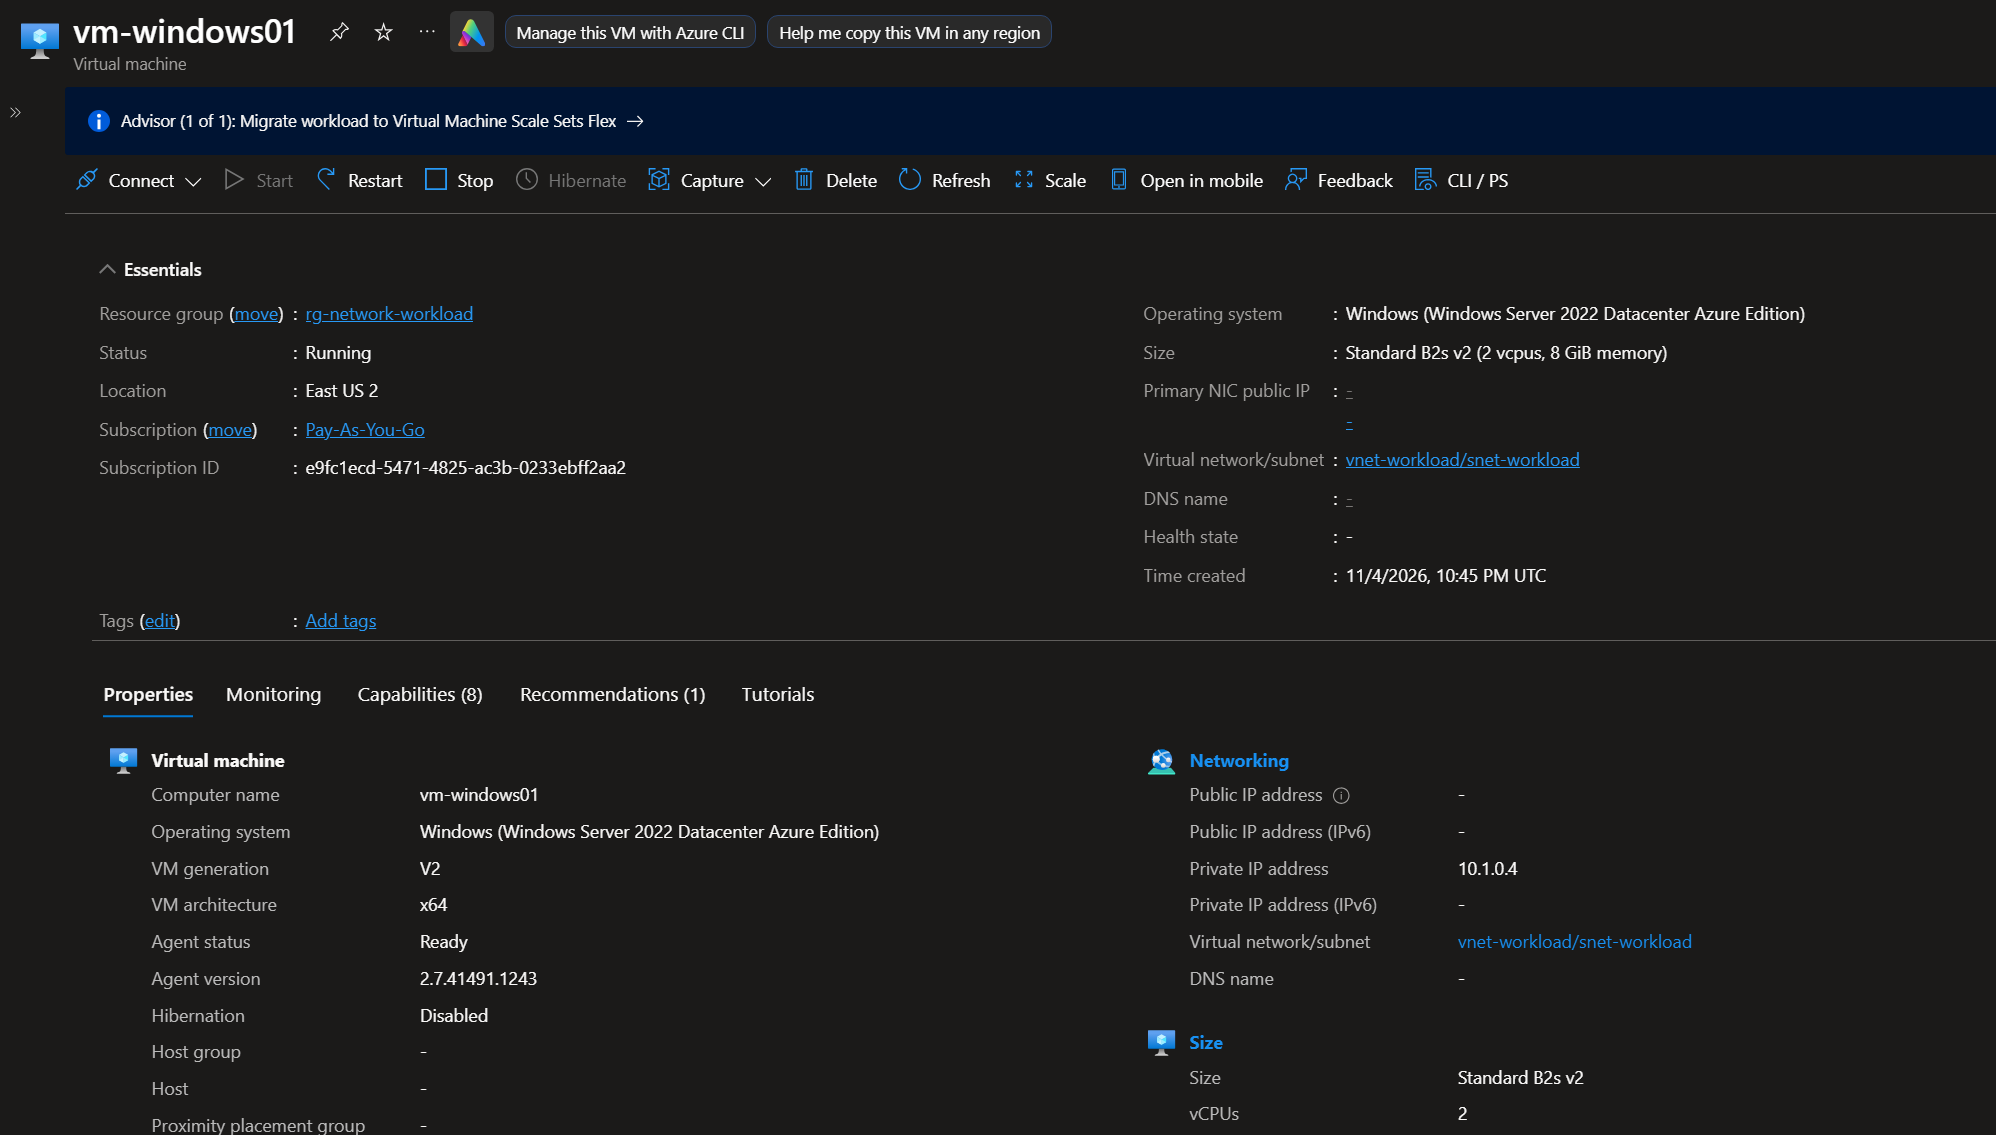 vm-windows01
Manage this VM with Azure CLI
Help me copy this VM in any region
Virtual machine
Advisor (1 of 1): Migrate workload to Virtual Machine Scale Sets Flex →
Connect Start Restart Stop Hibernate Capture Delete Refresh Scale Open in mobile Feedback CLI / PS
Essentials
Resource group (move) : rg-network-workload
Status : Running
Location : East US 2
Subscription (move) : Pay-As-You-Go
Subscription ID : e9fc1ecd-5471-4825-ac3b-0233ebff2aa2
Operating system : Windows (Windows Server 2022 Datacenter Azure Edition)
Size : Standard B2s v2 (2 vcpus, 8 GiB memory)
Primary NIC public IP : -
-
Virtual network/subnet : vnet-workload/snet-workload
DNS name : -
Health state : -
Time created : 11/4/2026, 10:45 PM UTC
Tags (edit) : Add tags
Properties Monitoring Capabilities (8) Recommendations (1) Tutorials
Virtual machine
Computer name vm-windows01
Operating system Windows (Windows Server 2022 Datacenter Azure Edition)
VM generation V2
VM architecture x64
Agent status Ready
Agent version 2.7.41491.1243
Hibernation Disabled
Host group -
Host -
Proximity placement group -
Networking
Public IP address -
Public IP address (IPv6) -
Private IP address 10.1.0.4
Private IP address (IPv6) -
Virtual network/subnet vnet-workload/snet-workload
DNS name -
Size
Size Standard B2s v2
vCPUs 2